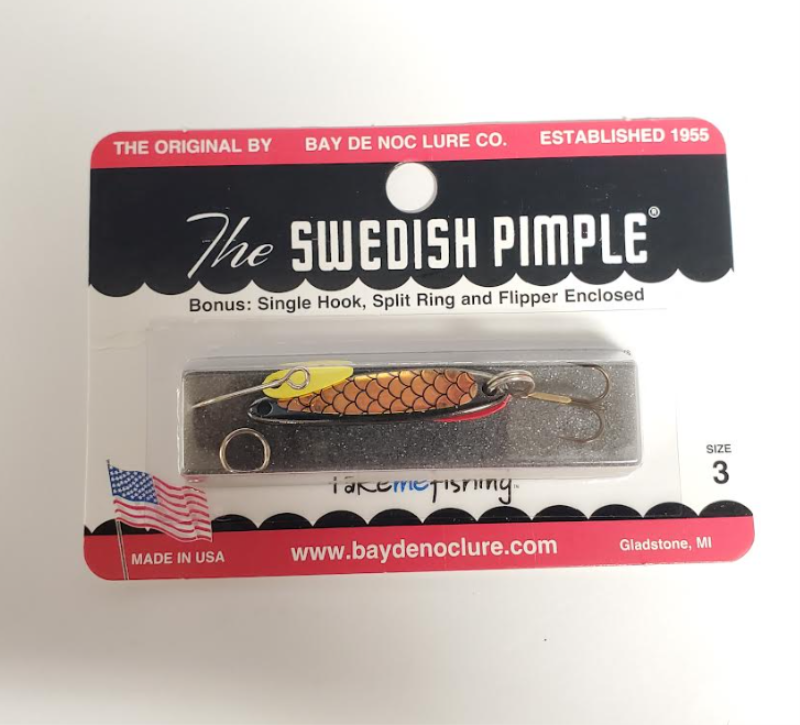 THE ORIGINAL BY BAY DE NOC LURE CO. ESTABLISHED 1955
The SWEDISH PIMPLE®
Bonus: Single Hook, Split Ring and Flipper Enclosed
Takemefishing™
SIZE
3
MADE IN USA www.baydenoclure.com Gladstone, MI